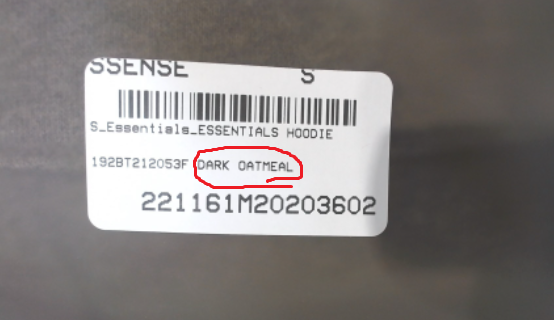 SSENSE S
S_Essentials_ESSENTIALS HOODIE
192BT212053F DARK OATMEAL
221161M20203602